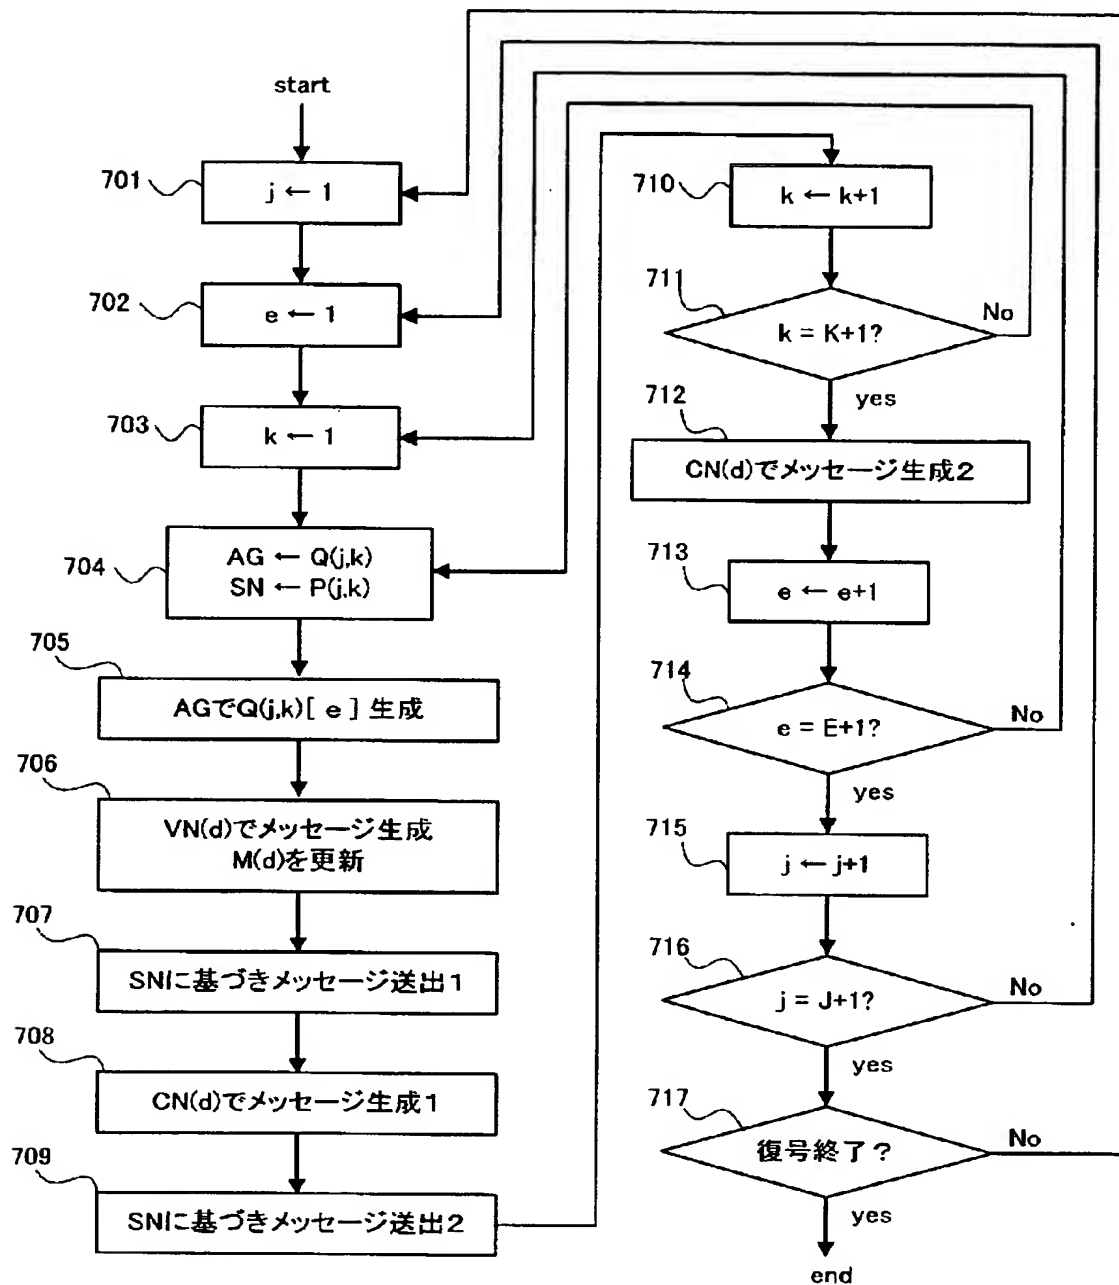 start
701
j ← 1
702
e ← 1
703
k ← 1
704
AG ← Q(j,k)
SN ← P(j,k)
705
AGでQ(j,k)[ e ] 生成
706
VN(d)でメッセージ生成
M(d)を更新
707
SNに基づきメッセージ送出1
708
CN(d)でメッセージ生成1
709
SNに基づきメッセージ送出2
710
k ← k+1
711
k = K+1?
No
yes
712
CN(d)でメッセージ生成2
713
e ← e+1
714
e = E+1?
No
yes
715
j ← j+1
716
j = J+1?
No
yes
717
復号終了?
No
yes
end